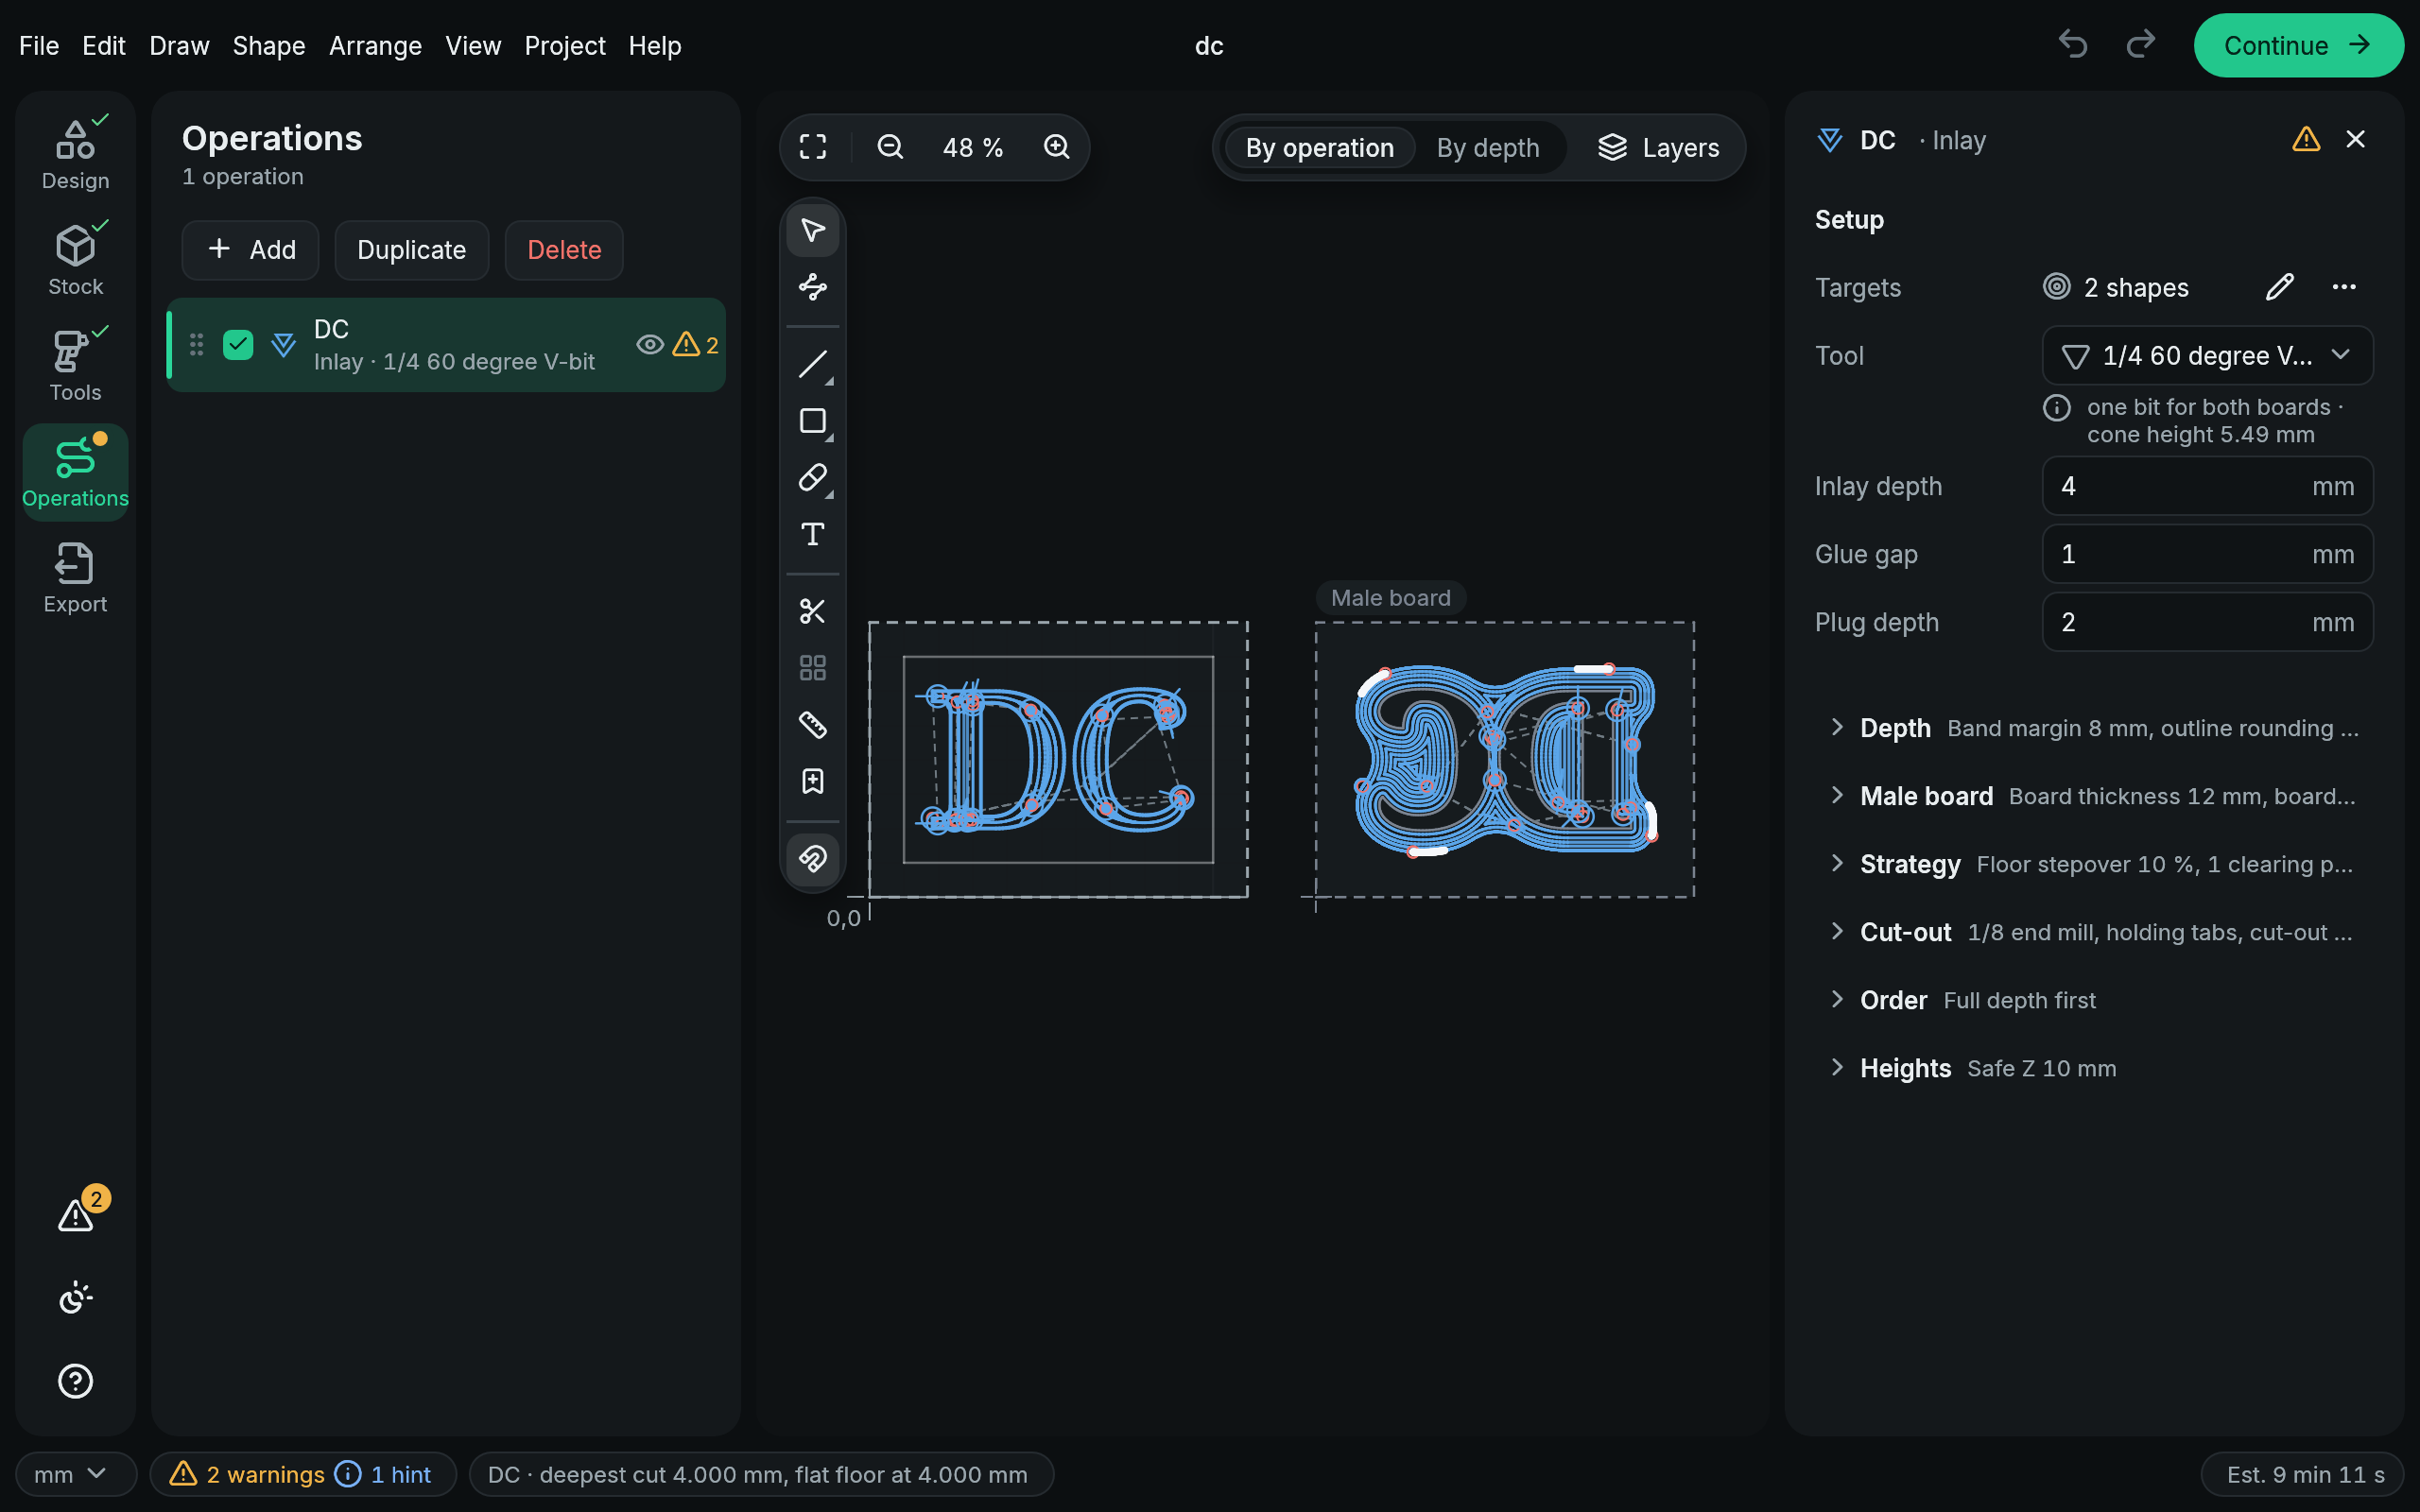 File Edit Draw Shape Arrange View Project Help
dc
Continue
Design
Stock
Tools
Operations
Export
2
Operations
1 operation
Add
Duplicate
Delete
DC
Inlay · 1/4 60 degree V-bit
2
48 %
By operation
By depth
Layers
T
Male board
DC
DC
0,0
DC · Inlay
Setup
Targets
2 shapes
Tool
1/4 60 degree V...
one bit for both boards ·
cone height 5.49 mm
Inlay depth
4 mm
Glue gap
1 mm
Plug depth
2 mm
Depth Band margin 8 mm, outline rounding ...
Male board Board thickness 12 mm, board...
Strategy Floor stepover 10 %, 1 clearing p...
Cut-out 1/8 end mill, holding tabs, cut-out ...
Order Full depth first
Heights Safe Z 10 mm
mm
2 warnings
1 hint
DC · deepest cut 4.000 mm, flat floor at 4.000 mm
Est. 9 min 11 s